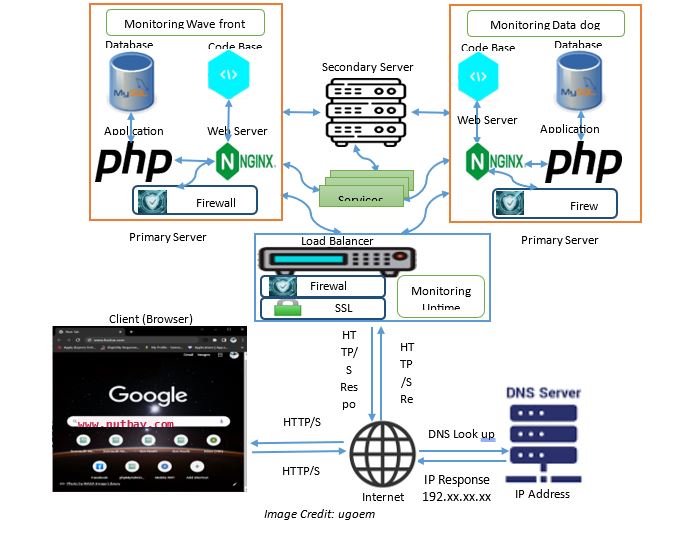 Monitoring Wave front
Monitoring Data dog
Database
Code Base
Secondary Server
Code Base
Database
MySQL
MySQL
Application
Web Server
Web Server
Application
php
NGINX
NGINX
php
Firewall
Services
Firew
Primary Server
Primary Server
Load Balancer
Firewal
SSL
Monitoring
Uptime
Client (Browser)
HT
TP/
S
Res
po
HT
TP
/S
Re
Google
www.nutbay.com
HTTP/S
HTTP/S
DNS Server
DNS Look up
IP Response
192.xx.xx.xx
Internet
IP Address
Image Credit: ugoem